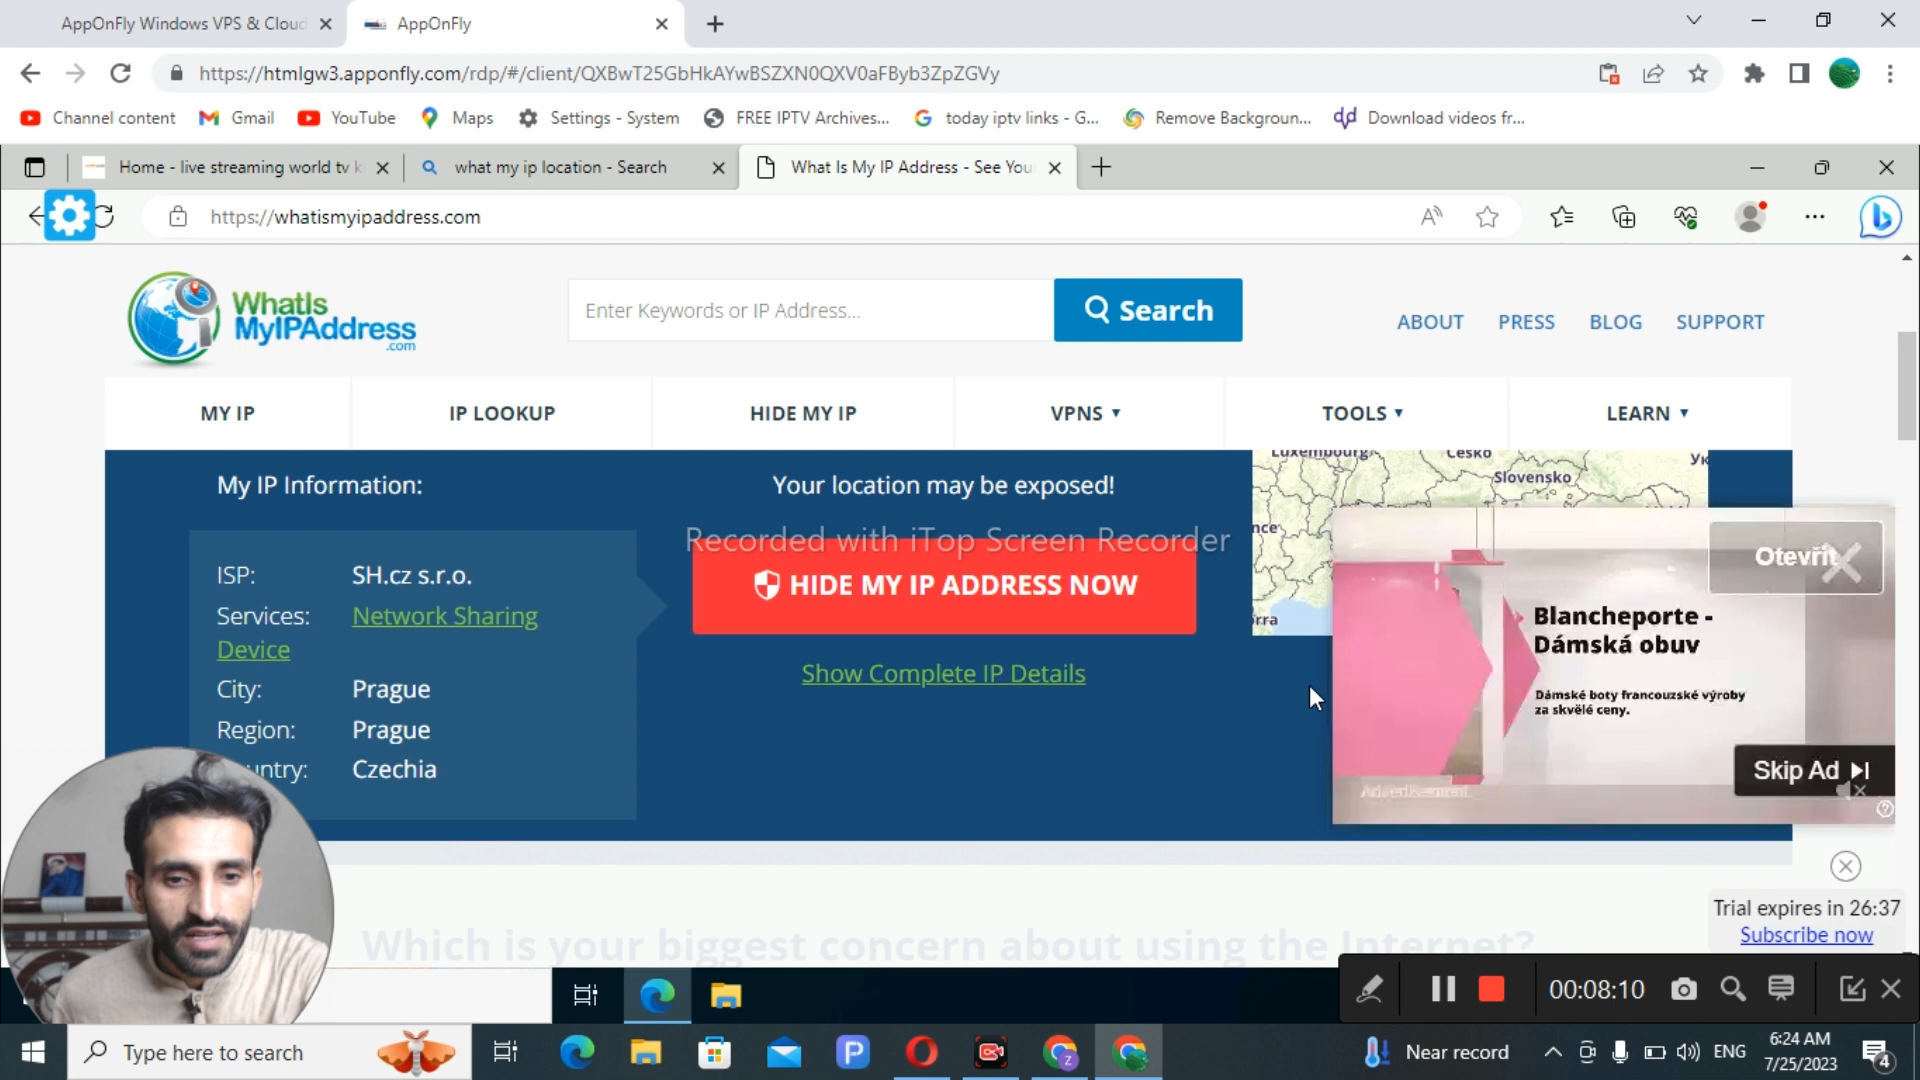 AppOnFly Windows VPS & Cloud
AppOnFly
https://htmlgw3.apponfly.com/rdp/#/client/QXBwT25GbHkAYwBSZXN0QXV0aFByb3ZpZGVy
Channel content
Gmail
YouTube
Maps
Settings - System
FREE IPTV Archives...
today iptv links - G...
Remove Backgroun...
Download videos fr...
Home - live streaming world tv k
what my ip location - Search
What Is My IP Address - See You
https://whatismyipaddress.com
WhatIs
MyIPAddress
.com
Enter Keywords or IP Address...
Search
ABOUT
PRESS
BLOG
SUPPORT
MY IP
IP LOOKUP
HIDE MY IP
VPNS
TOOLS
LEARN
My IP Information:
Your location may be exposed!
Luxembourg
Česko
Slovensko
Ук
nce
rra
Recorded with iTop Screen Recorder
HIDE MY IP ADDRESS NOW
Show Complete IP Details
ISP: SH.cz s.r.o.
Services: Network Sharing
Device
City: Prague
Region: Prague
untry: Czechia
Otevřít
Blancheporte -
Dámská obuv
Dámské boty francouzské výroby
za skvělé ceny.
Skip Ad
Advertisement
Trial expires in 26:37
Subscribe now
Which is your biggest concern about using the Internet?
00:08:10
Type here to search
Near record
ENG
6:24 AM
7/25/2023
4